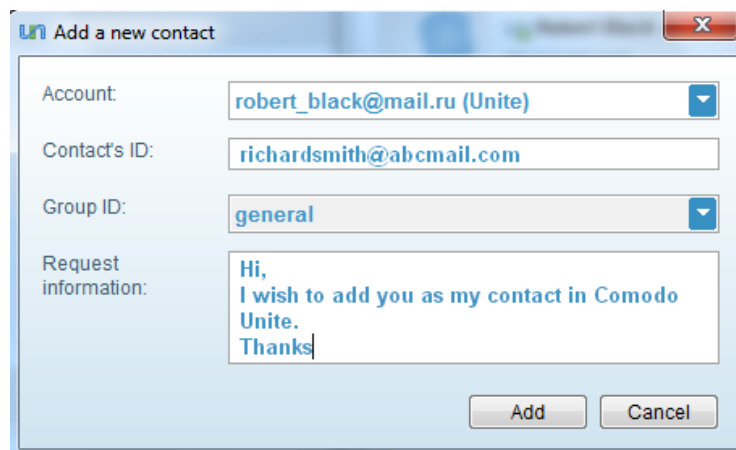 un Add a new contact
Account:
robert_black@mail.ru (Unite)
Contact's ID:
richardsmith@abcmail.com
Group ID:
general
Request
information:
Hi,
I wish to add you as my contact in Comodo
Unite.
Thanks
Add
Cancel